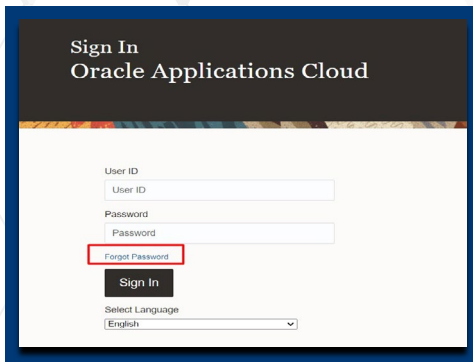 Sign In
Oracle Applications Cloud
User ID
User ID
Password
Password
Forgot Password
Sign In
Select Language
English